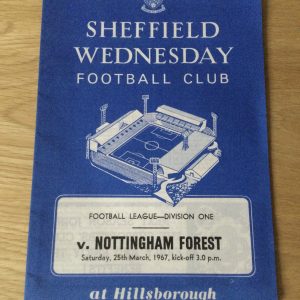 SHEFFIELD
WEDNESDAY
FOOTBALL CLUB
FOOTBALL LEAGUE—DIVISION ONE
v. NOTTINGHAM FOREST
Saturday, 25th March, 1967, kick-off 3.0 p.m.
at Hillsborough